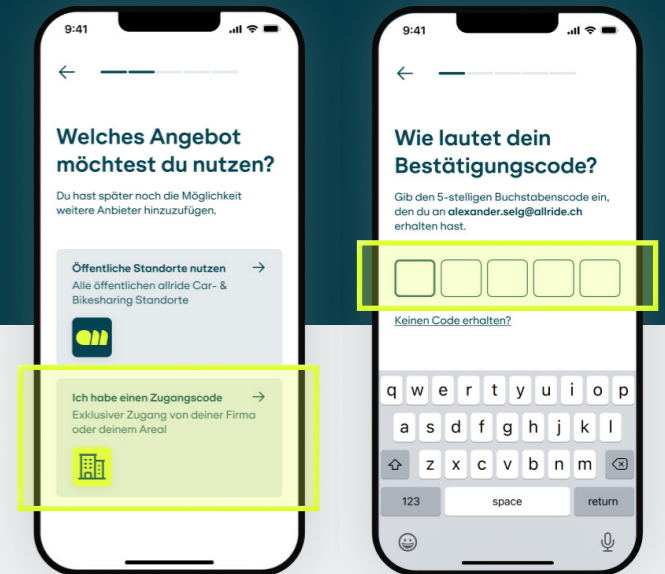 9:41
Welches Angebot
möchtest du nutzen?
Du hast später noch die Möglichkeit
weitere Anbieter hinzuzufügen.
Öffentliche Standorte nutzen
Alle öffentlichen allride Car- &
Bikesharing Standorte
Ich habe einen Zugangscode
Exklusiver Zugang von deiner Firma
oder deinem Areal
9:41
Wie lautet dein
Bestätigungscode?
Gib den 5-stelligen Buchstabenscode ein,
den du an alexander.selg@allride.ch
erhalten hast.
Keinen Code erhalten?
q w e r t y u i o p
a s d f g h j k l
z x c v b n m
123 space return